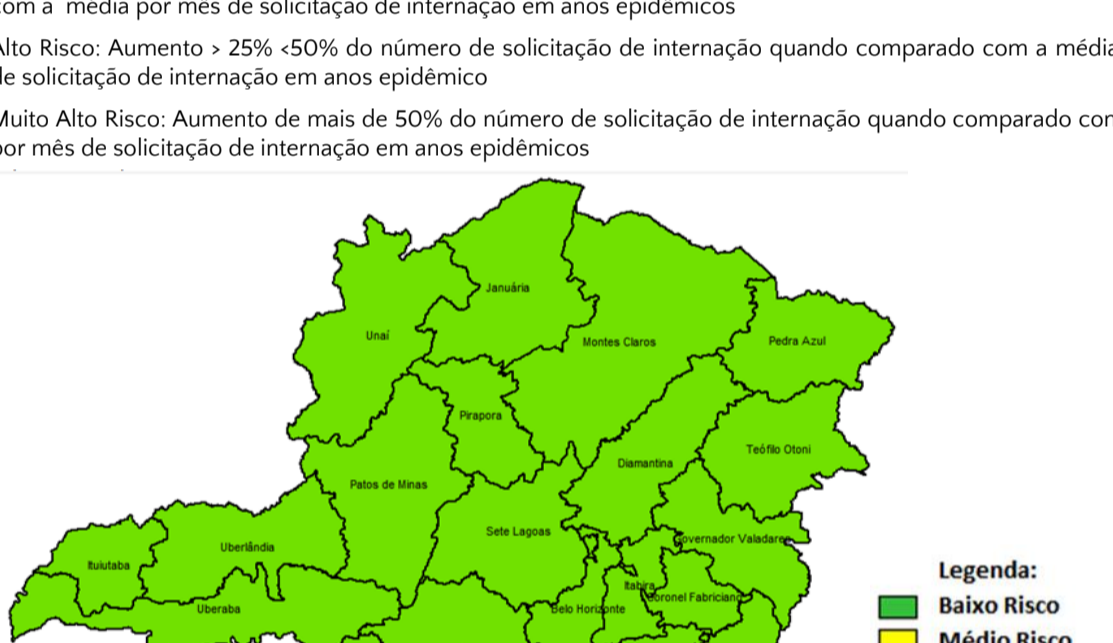 com a média por mês de solicitação de internação em anos epidêmicos
Alto Risco: Aumento > 25% <50% do número de solicitação de internação quando comparado com a média
de solicitação de internação em anos epidêmico
Muito Alto Risco: Aumento de mais de 50% do número de solicitação de internação quando comparado com
por mês de solicitação de internação em anos epidêmicos
Januária
Unaí
Montes Claros
Pedra Azul
Pirapora
Teófilo Otoni
Diamantina
Patos de Minas
Sete Lagoas
Governador Valadares
Uberlândia
Ituiutaba
Itabira
Coronel Fabriciano
Uberaba
Belo Horizonte
Legenda:
Baixo Risco
Médio Risco